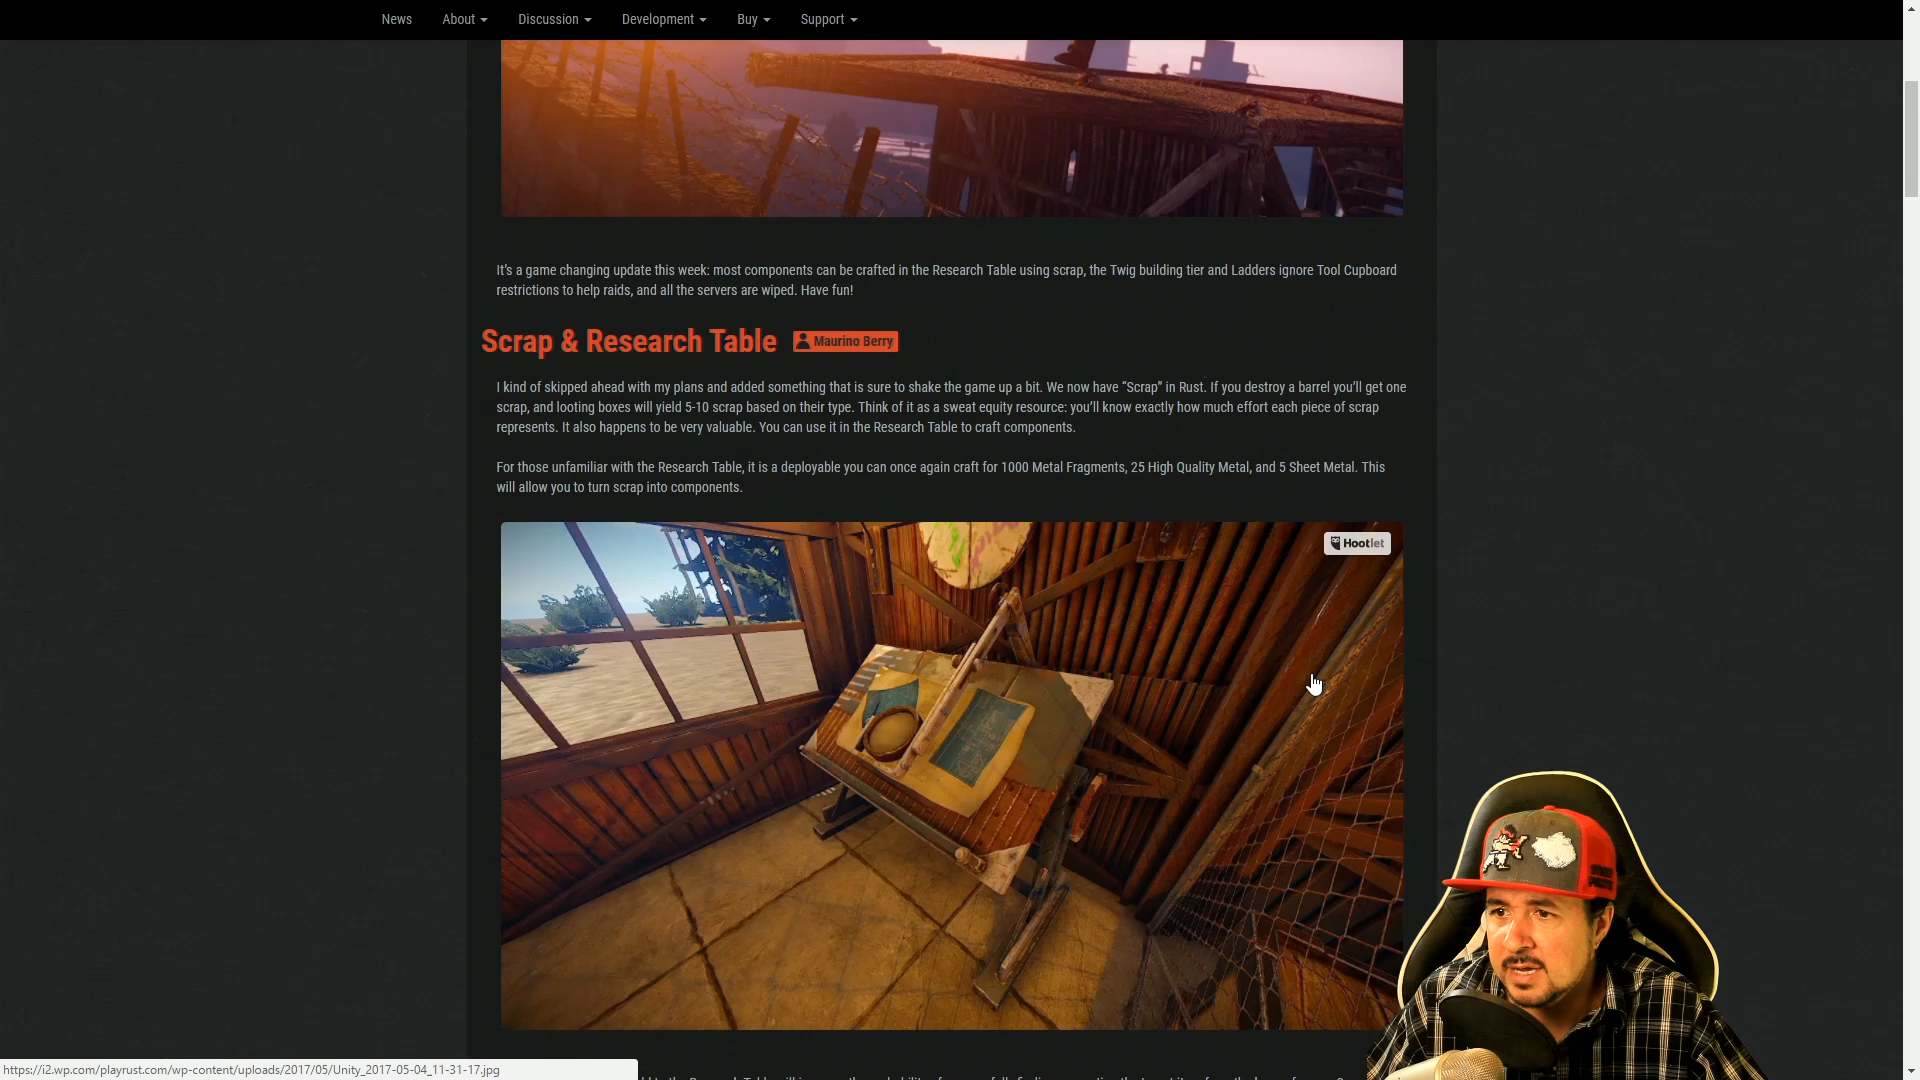 News About Discussion Development Buy Support
It's a game changing update this week: most components can be crafted in the Research Table using scrap, the Twig building tier and Ladders ignore Tool Cupboard
restrictions to help raids, and all the servers are wiped. Have fun!
Scrap & Research Table Maurino Berry
I kind of skipped ahead with my plans and added something that is sure to shake the game up a bit. We now have “Scrap” in Rust. If you destroy a barrel you'll get one
scrap, and looting boxes will yield 5-10 scrap based on their type. Think of it as a sweat equity resource: you'll know exactly how much effort each piece of scrap
represents. It also happens to be very valuable. You can use it in the Research Table to craft components.
For those unfamiliar with the Research Table, it is a deployable you can once again craft for 1000 Metal Fragments, 25 High Quality Metal, and 5 Sheet Metal. This
will allow you to turn scrap into components.
Hootlet
https://i2.wp.com/playrust.com/wp-content/uploads/2017/05/Unity_2017-05-04_11-31-17.jpg